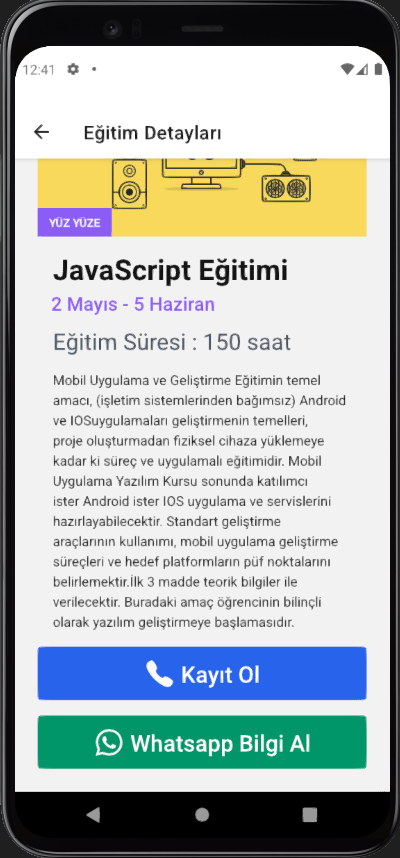 12:41
Eğitim Detayları
YÜZ YÜZE
JavaScript Eğitimi
2 Mayıs - 5 Haziran
Eğitim Süresi : 150 saat
Mobil Uygulama ve Geliştirme Eğitimin temel
amacı, (işletim sistemlerinden bağımsız) Android
ve IOSuygulamaları geliştirmenin temelleri,
proje oluşturmadan fiziksel cihaza yüklemeye
kadar ki süreç ve uygulamalı eğitimidir. Mobil
Uygulama Yazılım Kursu sonunda katılımcı
ister Android ister IOS uygulama ve servislerini
hazırlayabilecektir. Standart geliştirme
araçlarının kullanımı, mobil uygulama geliştirme
süreçleri ve hedef platformların püf noktalarını
belirlemektir.İlk 3 madde teorik bilgiler ile
verilecektir. Buradaki amaç öğrencinin bilinçli
olarak yazılım geliştirmeye başlamasıdır.
Kayıt Ol
Whatsapp Bilgi Al